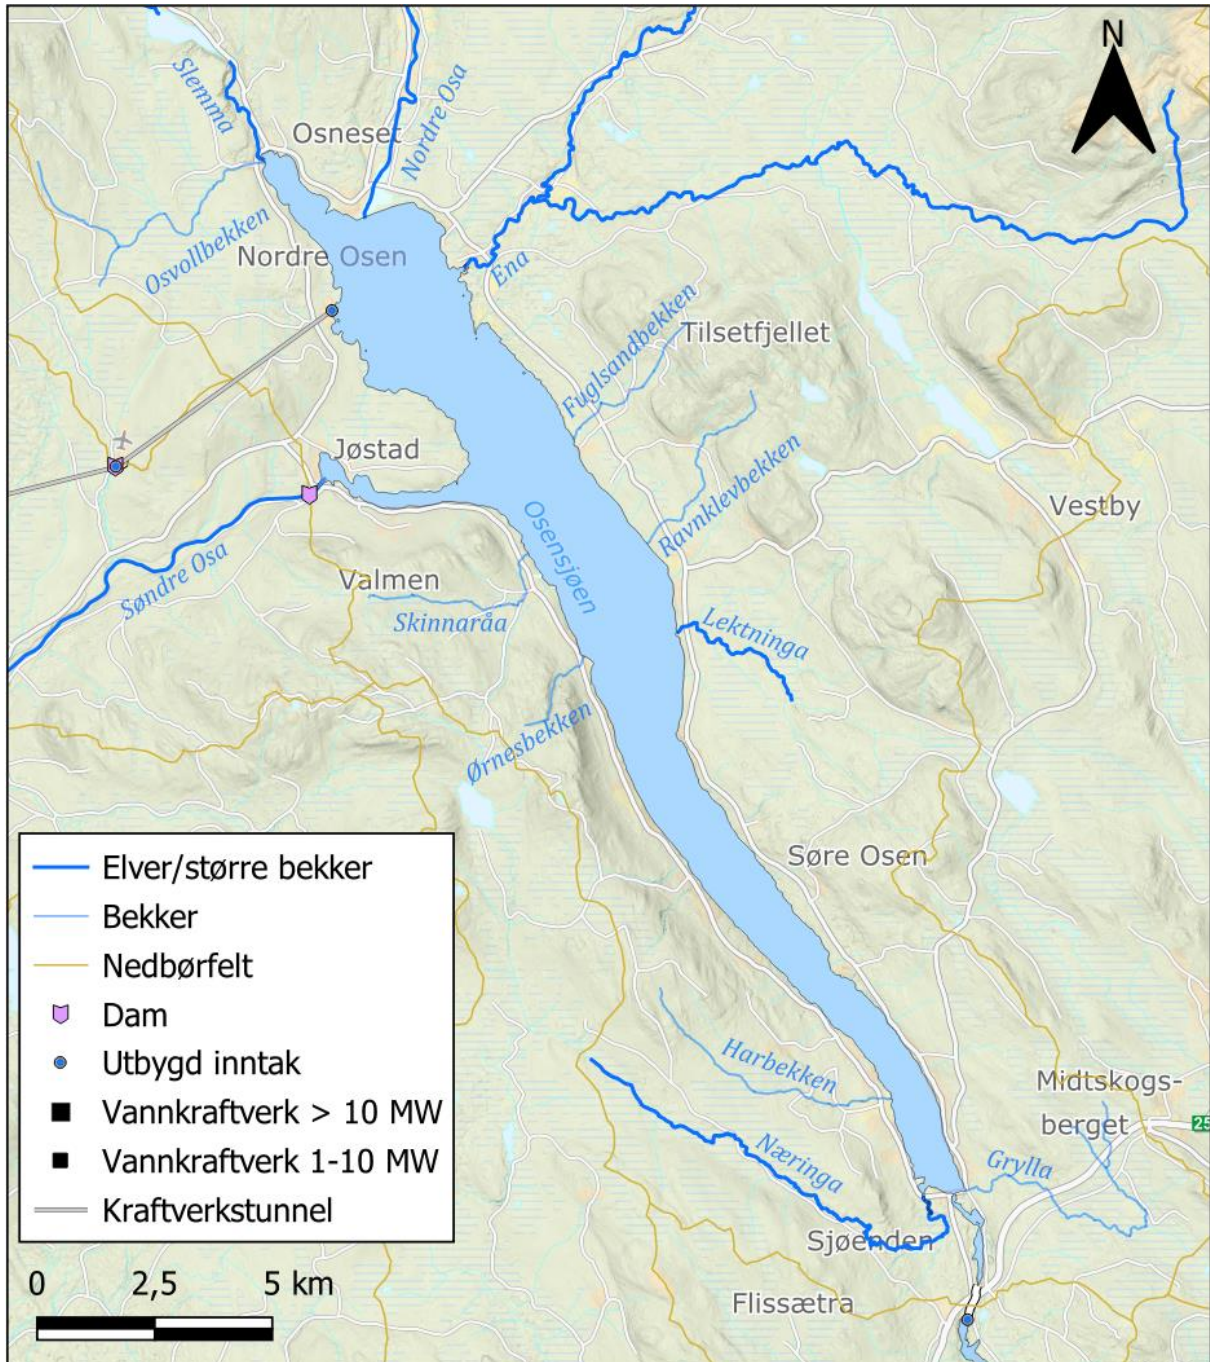 N
Slemma
Nordre Osa
Osneset
Osvollbekken
Nordre Osen
Ena
Fuglsandbekken
Tilsetfjellet
Jøstad
Ravnklevbekken
Vestby
Osensjøen
Søndre Osa
Valmen
Skinnaråa
Lektninga
Ørnesbekken
Søre Osen
Elver/større bekker
Bekker
Nedbørfelt
Dam
Utbygd inntak
Vannkraftverk > 10 MW
Vannkraftverk 1-10 MW
Kraftverkstunnel
Harbekken
Midtskogs-
berget
25
Næringa
Grylla
Sjøenden
Flissætra
0 2,5 5 km